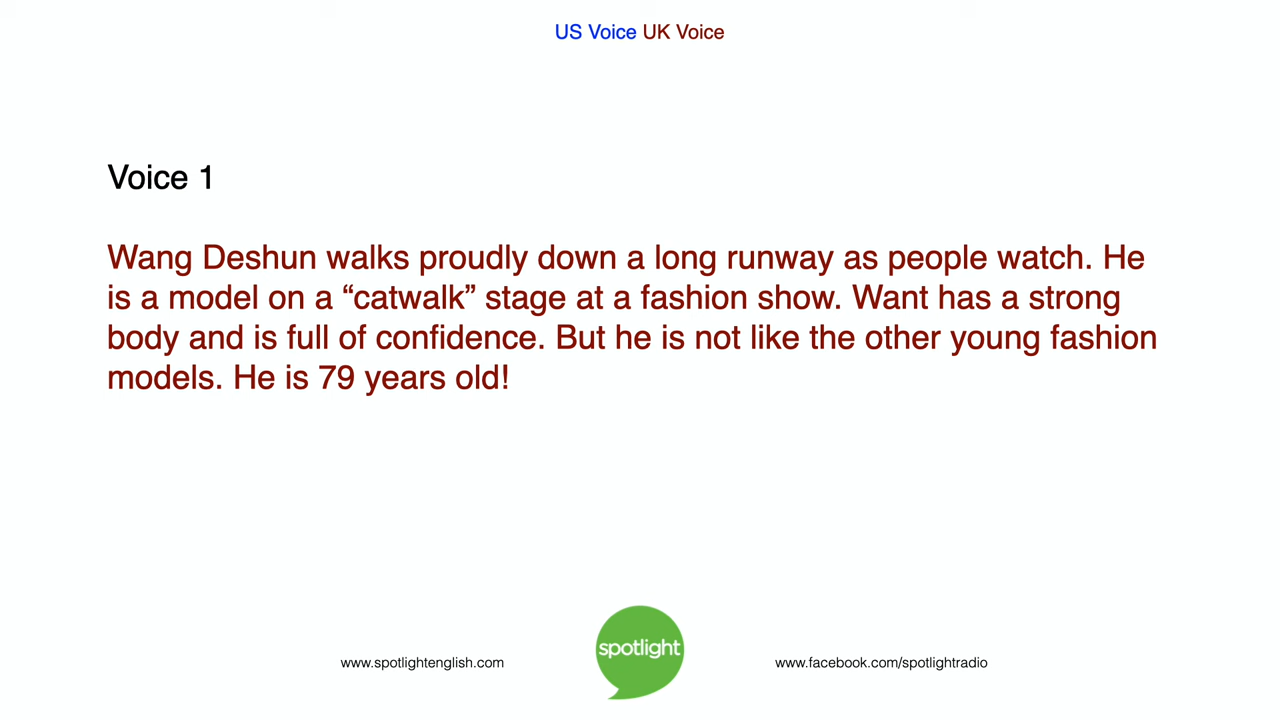 US Voice UK Voice
Voice 1
Wang Deshun walks proudly down a long runway as people watch. He
is a model on a “catwalk” stage at a fashion show. Want has a strong
body and is full of confidence. But he is not like the other young fashion
models. He is 79 years old!
spotlight
www.spotlightenglish.com
www.facebook.com/spotlightradio